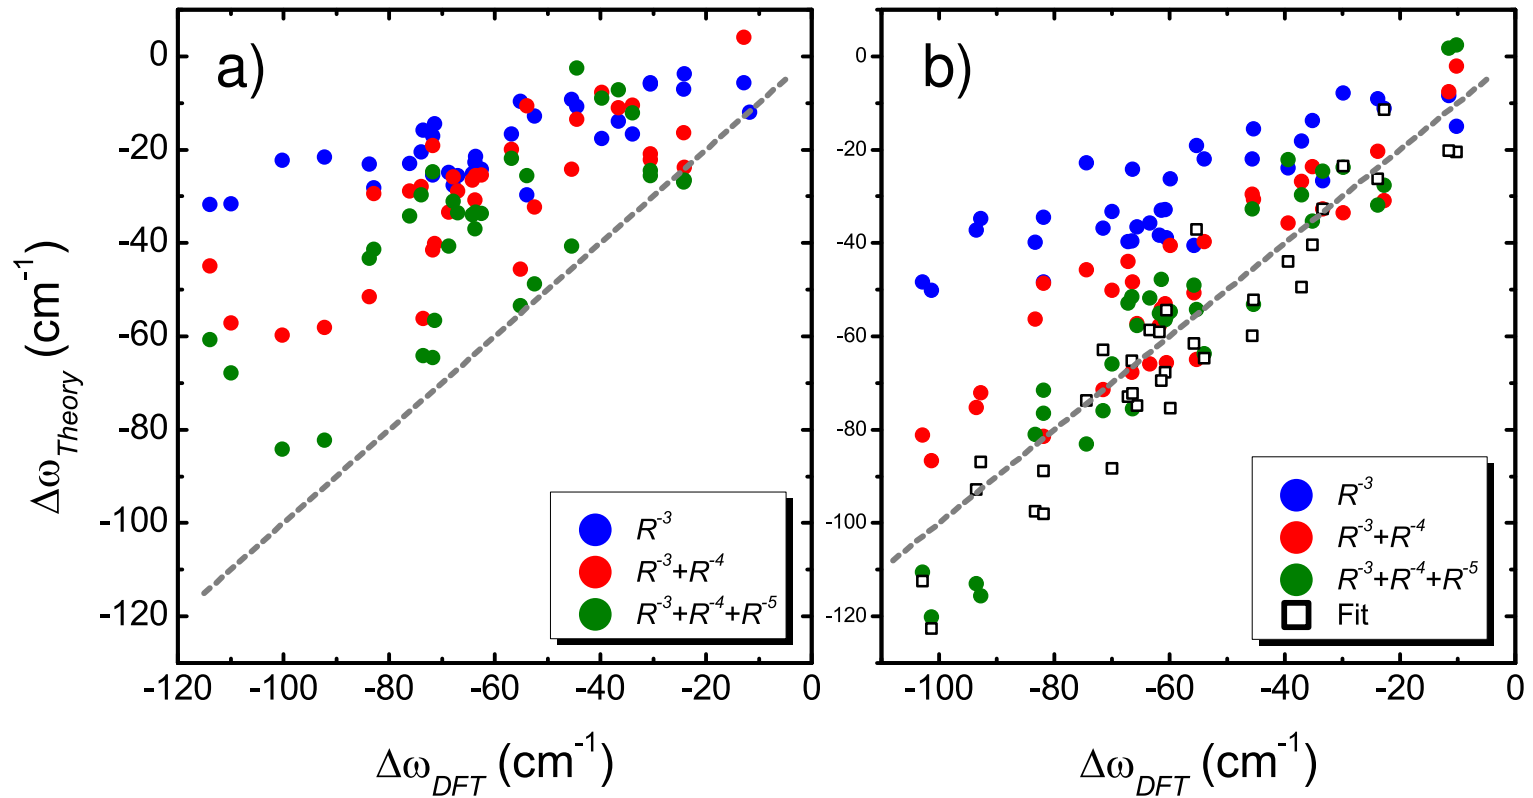 a)
0
-20
-40
-60
-80
-100
-120
-120 -100 -80 -60 -40 -20 0
Δω_Theory (cm^-1)
Δω_DFT (cm^-1)
R^-3
R^-3+R^-4
R^-3+R^-4+R^-5
b)
0
-20
-40
-60
-80
-100
-120
-100 -80 -60 -40 -20 0
Δω_DFT (cm^-1)
R^-3
R^-3+R^-4
R^-3+R^-4+R^-5
Fit